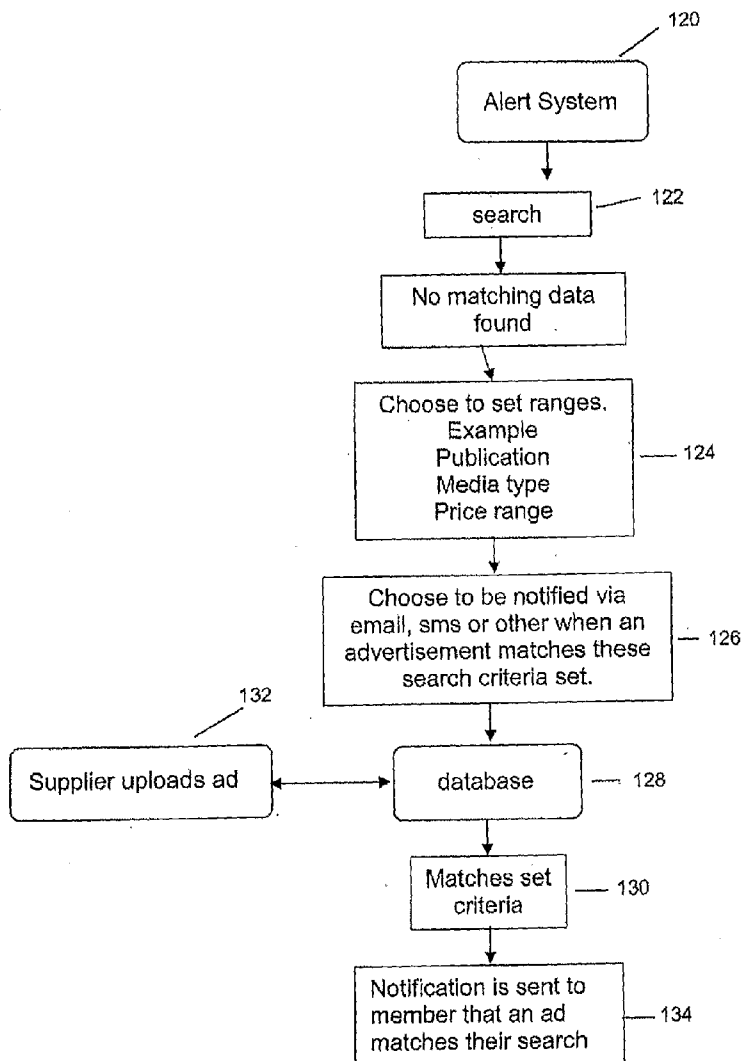 120
Alert System
122
search
No matching data
found
Choose to set ranges.
Example
Publication
Media type
Price range
124
Choose to be notified via
email, sms or other when an
advertisement matches these
search criteria set.
126
132
Supplier uploads ad
database
128
Matches set
criteria
130
Notification is sent to
member that an ad
matches their search
134